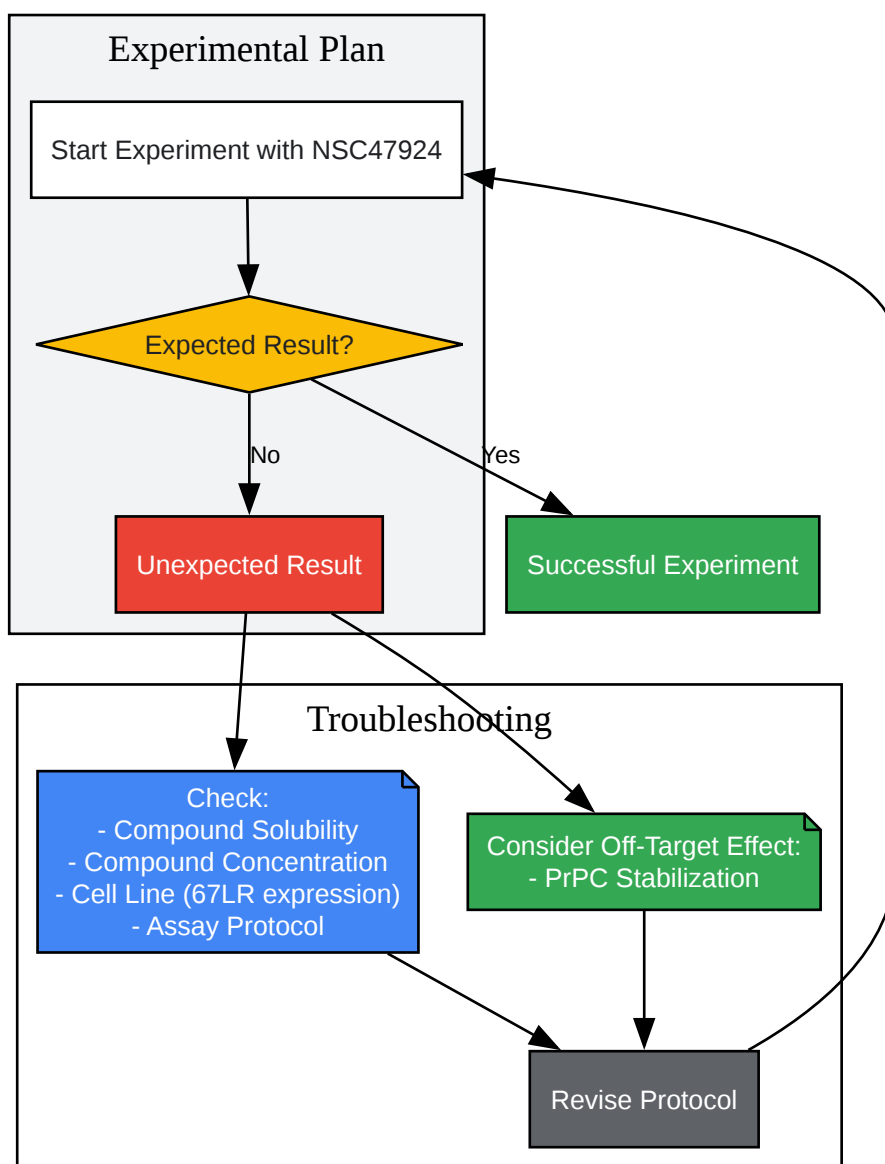 Experimental Plan
Start Experiment with NSC47924
Expected Result?
No
Yes
Unexpected Result
Successful Experiment
Troubleshooting
Check:
- Compound Solubility
- Compound Concentration
- Cell Line (67LR expression)
- Assay Protocol
Consider Off-Target Effect:
- PrPC Stabilization
Revise Protocol